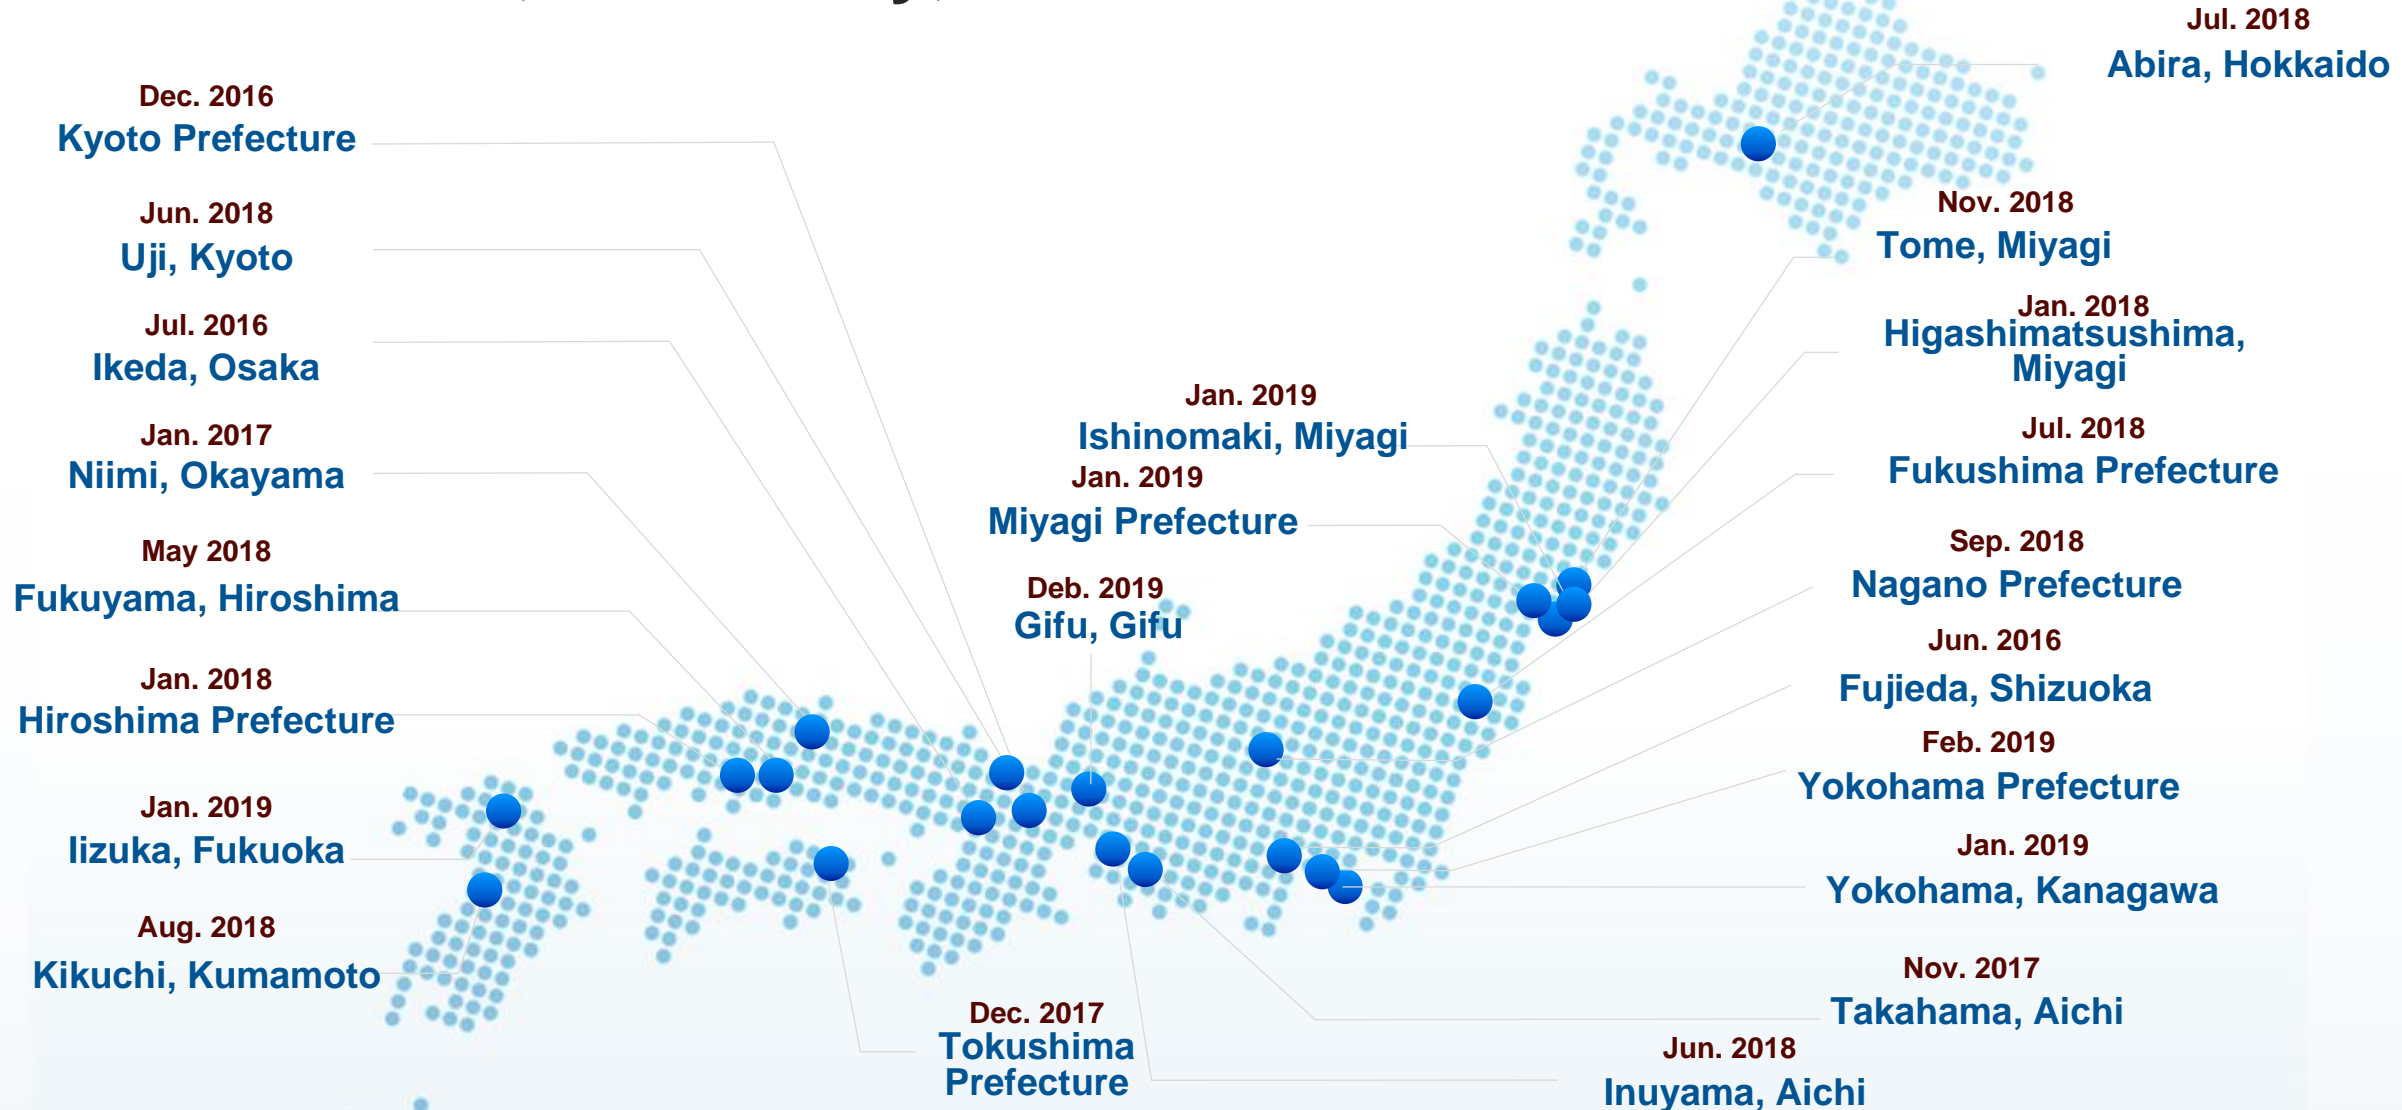 Jul. 2018
Abira, Hokkaido
Dec. 2016
Kyoto Prefecture
Jun. 2018
Uji, Kyoto
Jul. 2016
Ikeda, Osaka
Jan. 2017
Niimi, Okayama
May 2018
Fukuyama, Hiroshima
Jan. 2018
Hiroshima Prefecture
Jan. 2019
Iizuka, Fukuoka
Aug. 2018
Kikuchi, Kumamoto
Jan. 2019
Ishinomaki, Miyagi
Jan. 2019
Miyagi Prefecture
Deb. 2019
Gifu, Gifu
Dec. 2017
Tokushima
Prefecture
Nov. 2018
Tome, Miyagi
Jan. 2018
Higashimatsushima,
Miyagi
Jul. 2018
Fukushima Prefecture
Sep. 2018
Nagano Prefecture
Jun. 2016
Fujieda, Shizuoka
Feb. 2019
Yokohama Prefecture
Jan. 2019
Yokohama, Kanagawa
Nov. 2017
Takahama, Aichi
Jun. 2018
Inuyama, Aichi